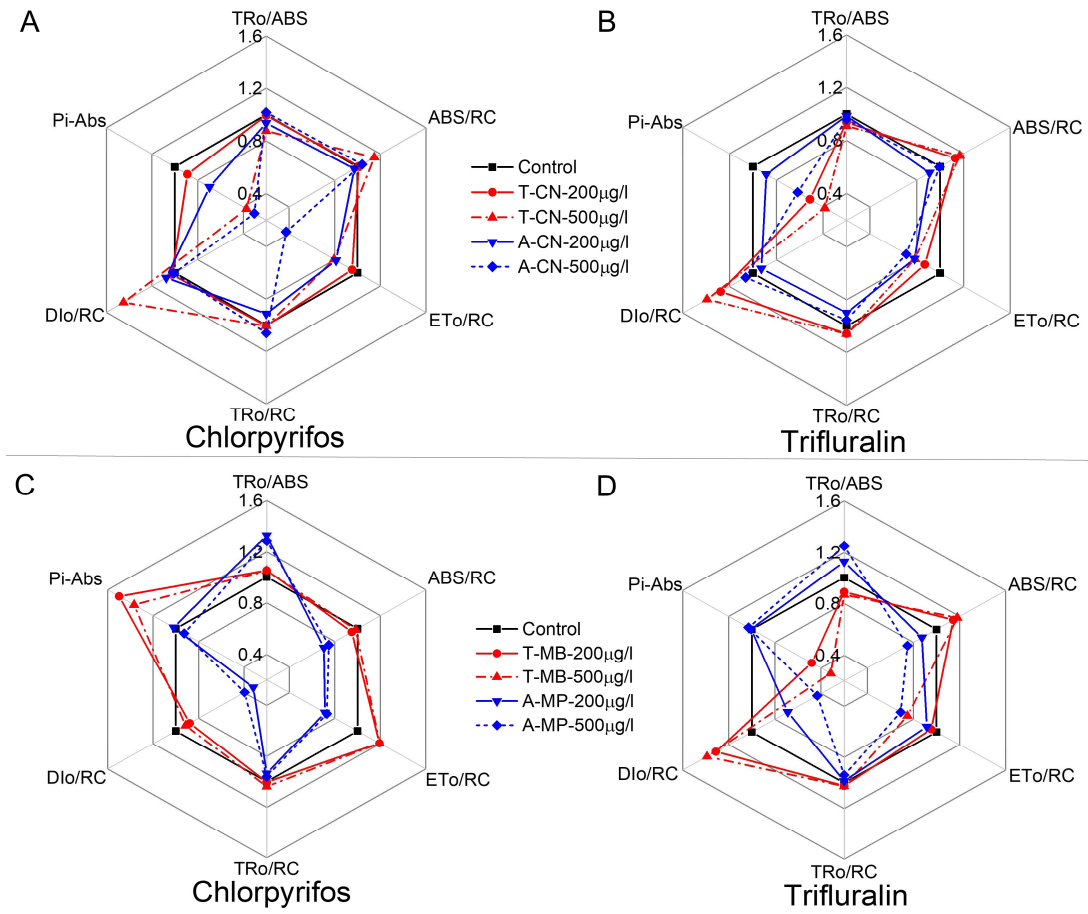 A
TRo/ABS
1.6
1.2
0.8
0.4
ABS/RC
ETo/RC
TRo/RC
DIo/RC
Pi-Abs
Chlorpyrifos
Control
T-CN-200μg/l
T-CN-500μg/l
A-CN-200μg/l
A-CN-500μg/l
B
TRo/ABS
1.6
1.2
0.8
0.4
ABS/RC
ETo/RC
TRo/RC
DIo/RC
Pi-Abs
Trifluralin
C
TRo/ABS
1.6
1.2
0.8
0.4
ABS/RC
ETo/RC
TRo/RC
DIo/RC
Pi-Abs
Chlorpyrifos
Control
T-MB-200μg/l
T-MB-500μg/l
A-MP-200μg/l
A-MP-500μg/l
D
TRo/ABS
1.6
1.2
0.8
0.4
ABS/RC
ETo/RC
TRo/RC
DIo/RC
Pi-Abs
Trifluralin